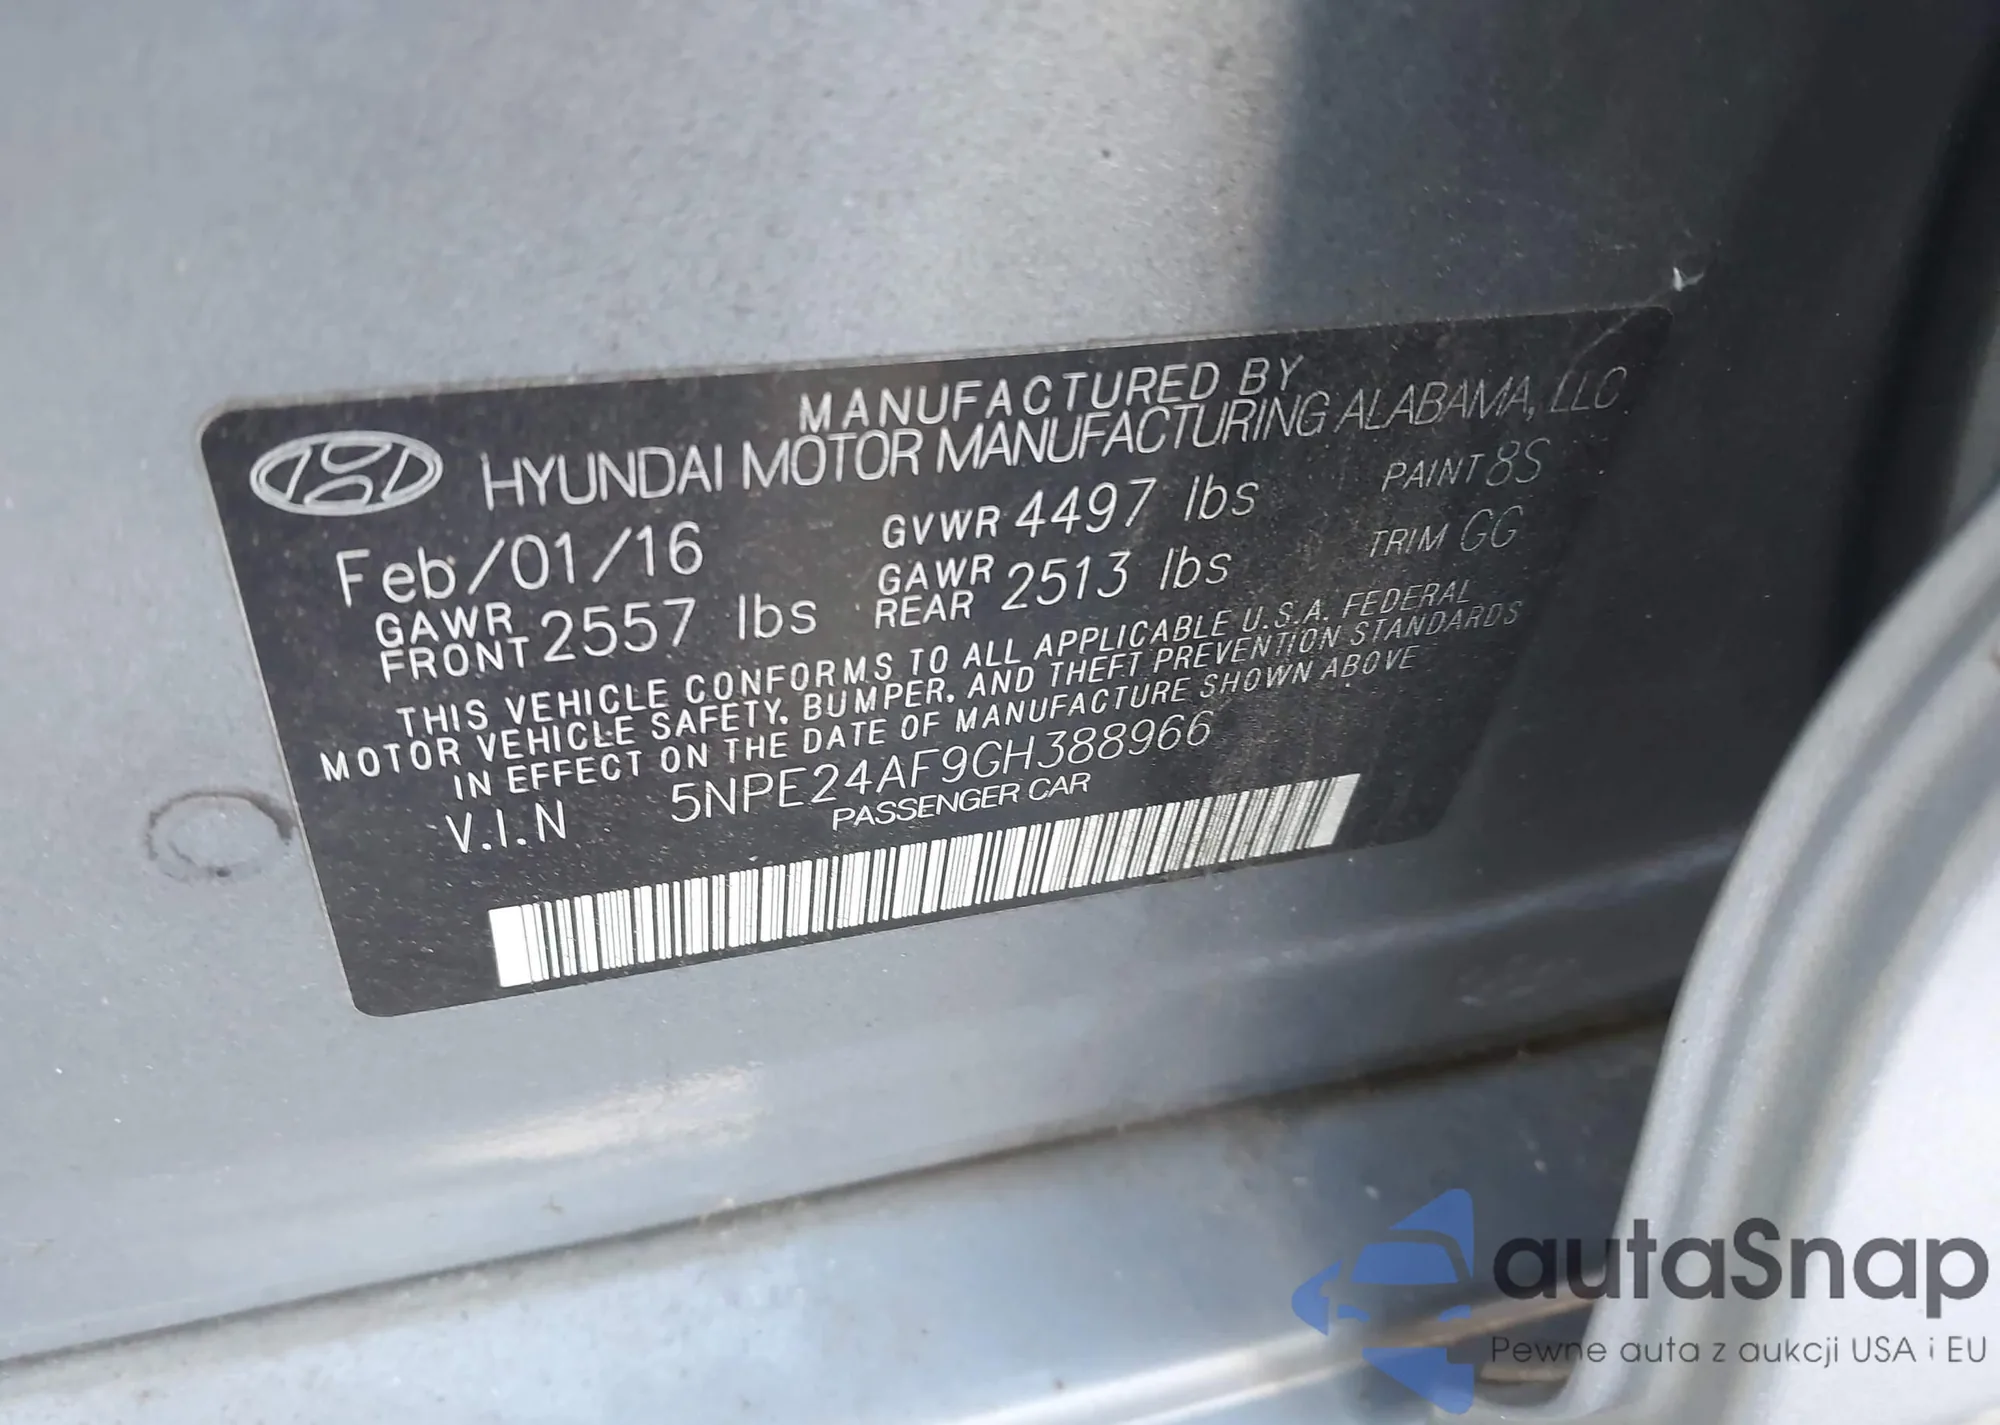 MANUFACTURED BY
HYUNDAI MOTOR MANUFACTURING ALABAMA, LLC
Feb/01/16 GVWR 4497 lbs PAINT 8S
GAWR FRONT 2557 lbs GAWR REAR 2513 lbs TRIM GG
THIS VEHICLE CONFORMS TO ALL APPLICABLE U.S.A. FEDERAL
MOTOR VEHICLE SAFETY, BUMPER, AND THEFT PREVENTION STANDARDS
IN EFFECT ON THE DATE OF MANUFACTURE SHOWN ABOVE
V.I.N 5NPE24AF9GH388966
PASSENGER CAR
autaSnap
Pewne auta z aukcji USA i EU